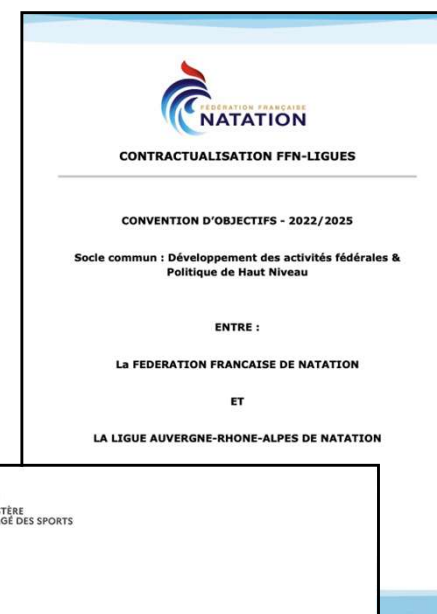 FÉDÉRATION FRANÇAISE
NATATION
CONTRACTUALISATION FFN-LIGUES
CONVENTION D'OBJECTIFS - 2022/2025
Socle commun : Développement des activités fédérales &
Politique de Haut Niveau
ENTRE :
La FEDERATION FRANCAISE DE NATATION
ET
LA LIGUE AUVERGNE-RHONE-ALPES DE NATATION
DES SPORTS